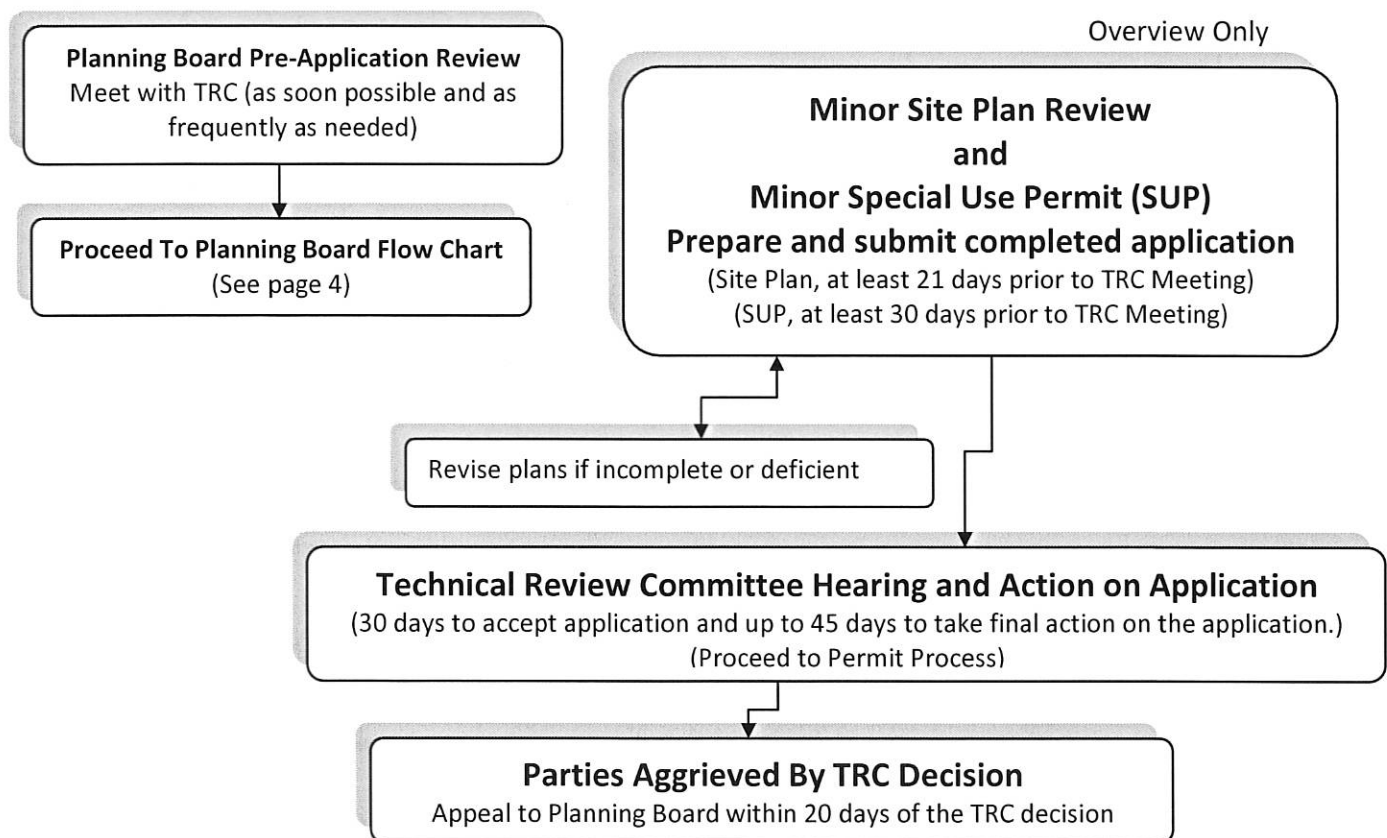 Overview Only
Planning Board Pre-Application Review
Meet with TRC (as soon possible and as
frequently as needed)
Proceed To Planning Board Flow Chart
(See page 4)
Minor Site Plan Review
and
Minor Special Use Permit (SUP)
Prepare and submit completed application
(Site Plan, at least 21 days prior to TRC Meeting)
(SUP, at least 30 days prior to TRC Meeting)
Revise plans if incomplete or deficient
Technical Review Committee Hearing and Action on Application
(30 days to accept application and up to 45 days to take final action on the application.)
(Proceed to Permit Process)
Parties Aggrieved By TRC Decision
Appeal to Planning Board within 20 days of the TRC decision